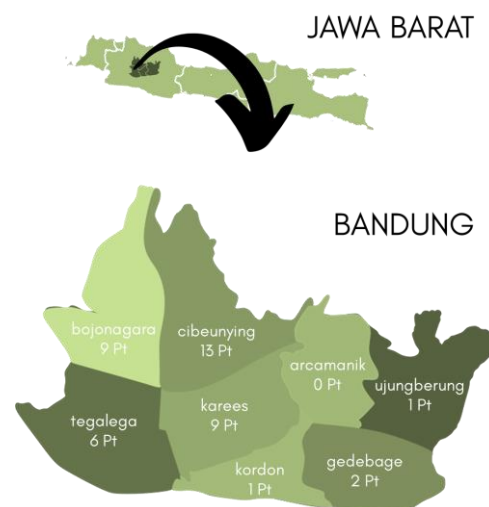 JAWA BARAT
BANDUNG
bojonagara
9 Pt
cibeunying
13 Pt
arcamanik
0 Pt
ujungberung
1 Pt
tegalega
6 Pt
karees
9 Pt
kordon
1 Pt
gedebage
2 Pt